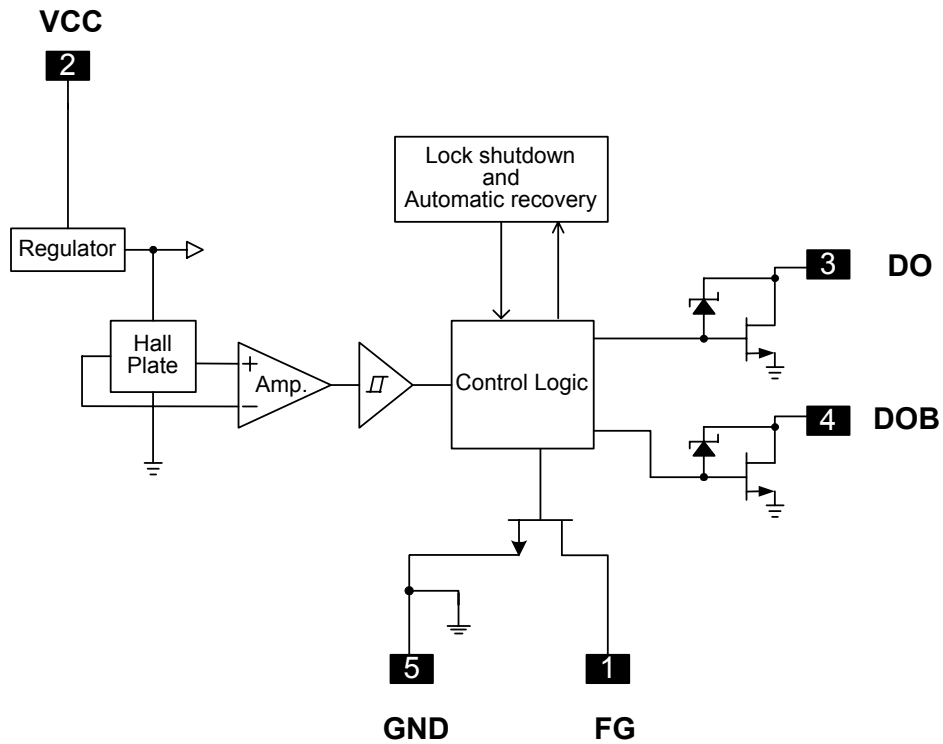 VCC
2
Lock shutdown
and
Automatic recovery
Regulator
3 DO
Hall
Plate
+
Amp.
−
Control Logic
4 DOB
5
1
GND
FG